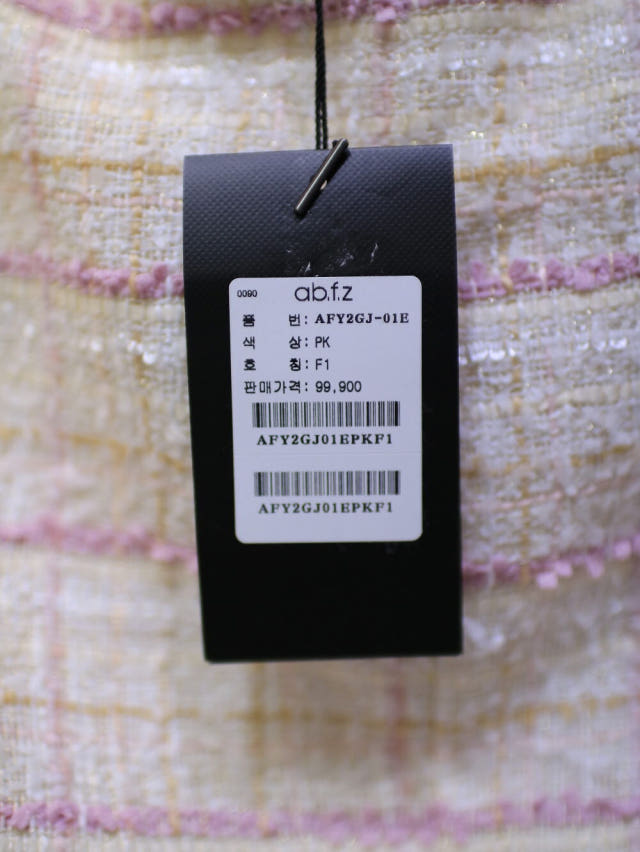 0090 ab.f.z
품 번: AFY2GJ-01E
색 상: PK
호 칭: F1
판매가격: 99,900
AFY2GJ01EPKF1
AFY2GJ01EPKF1